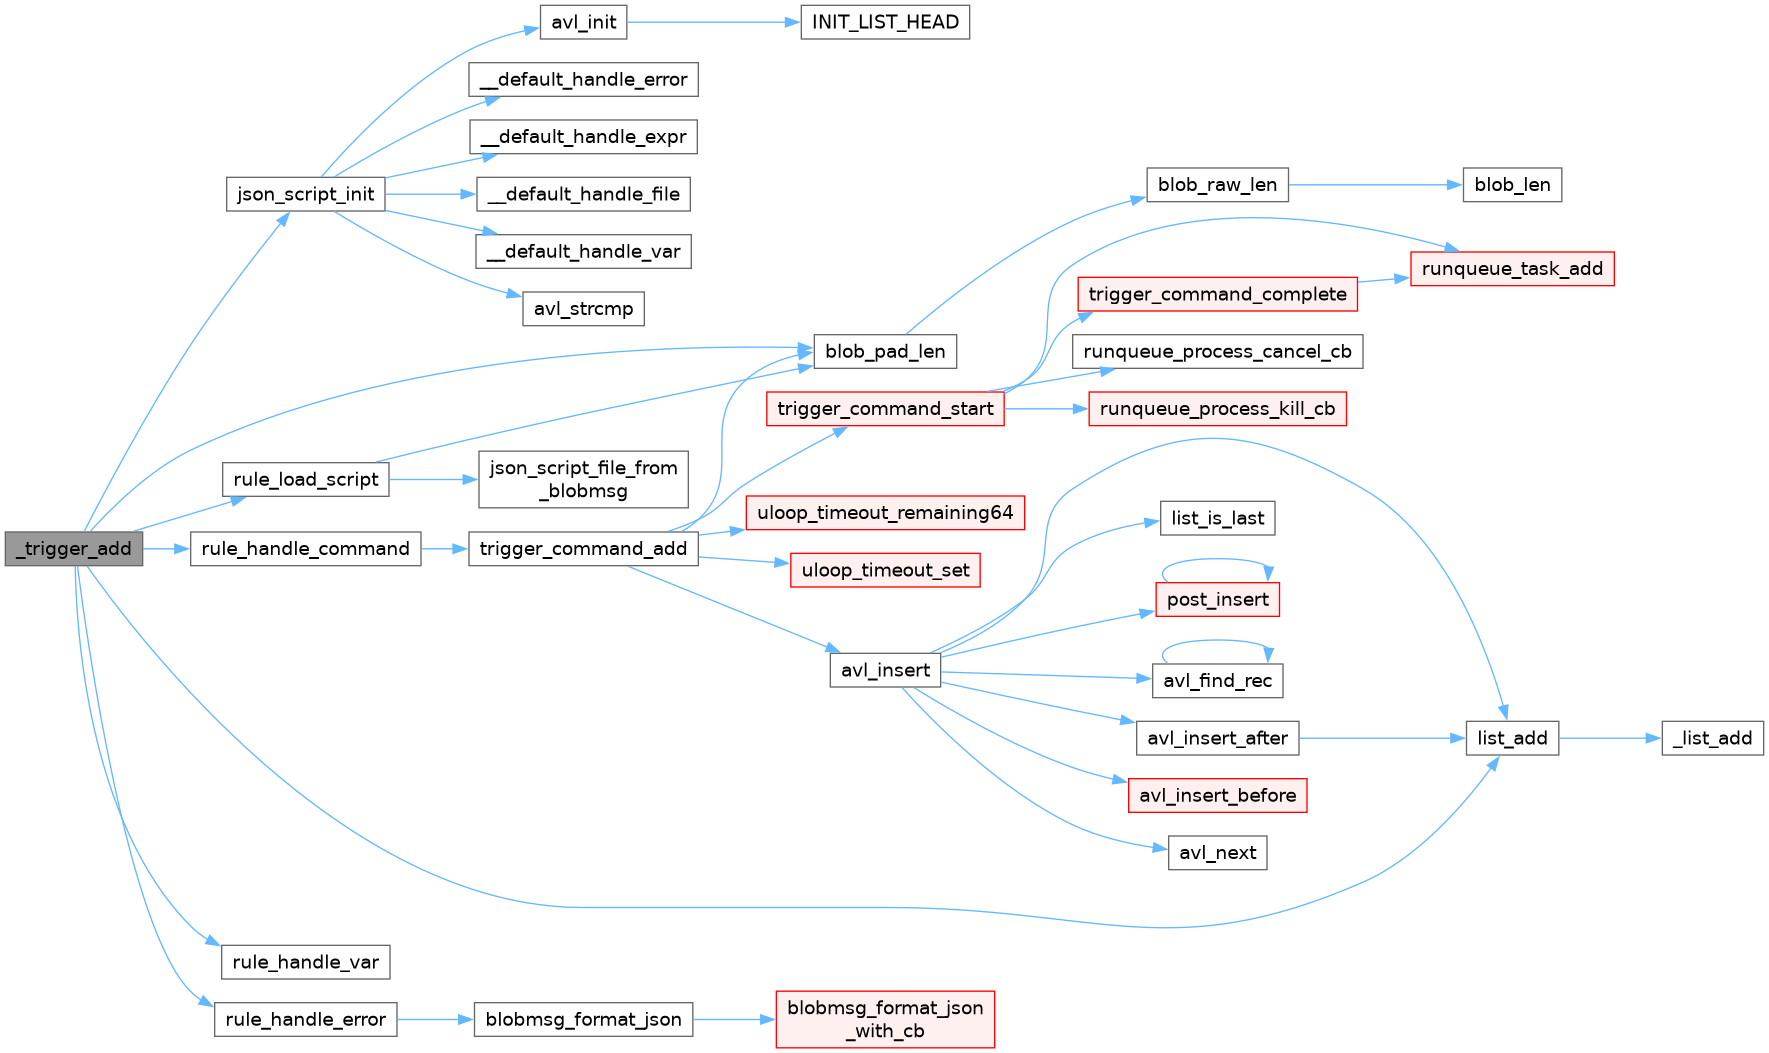 avl_init
INIT_LIST_HEAD
__default_handle_error
__default_handle_expr
json_script_init
__default_handle_file
blob_raw_len
blob_len
__default_handle_var
runqueue_task_add
avl_strcmp
trigger_command_complete
blob_pad_len
runqueue_process_cancel_cb
trigger_command_start
runqueue_process_kill_cb
rule_load_script
json_script_file_from
_blobmsg
uloop_timeout_remaining64
list_is_last
_trigger_add
rule_handle_command
trigger_command_add
uloop_timeout_set
post_insert
avl_insert
avl_find_rec
avl_insert_after
list_add
_list_add
avl_insert_before
avl_next
rule_handle_var
rule_handle_error
blobmsg_format_json
blobmsg_format_json
_with_cb